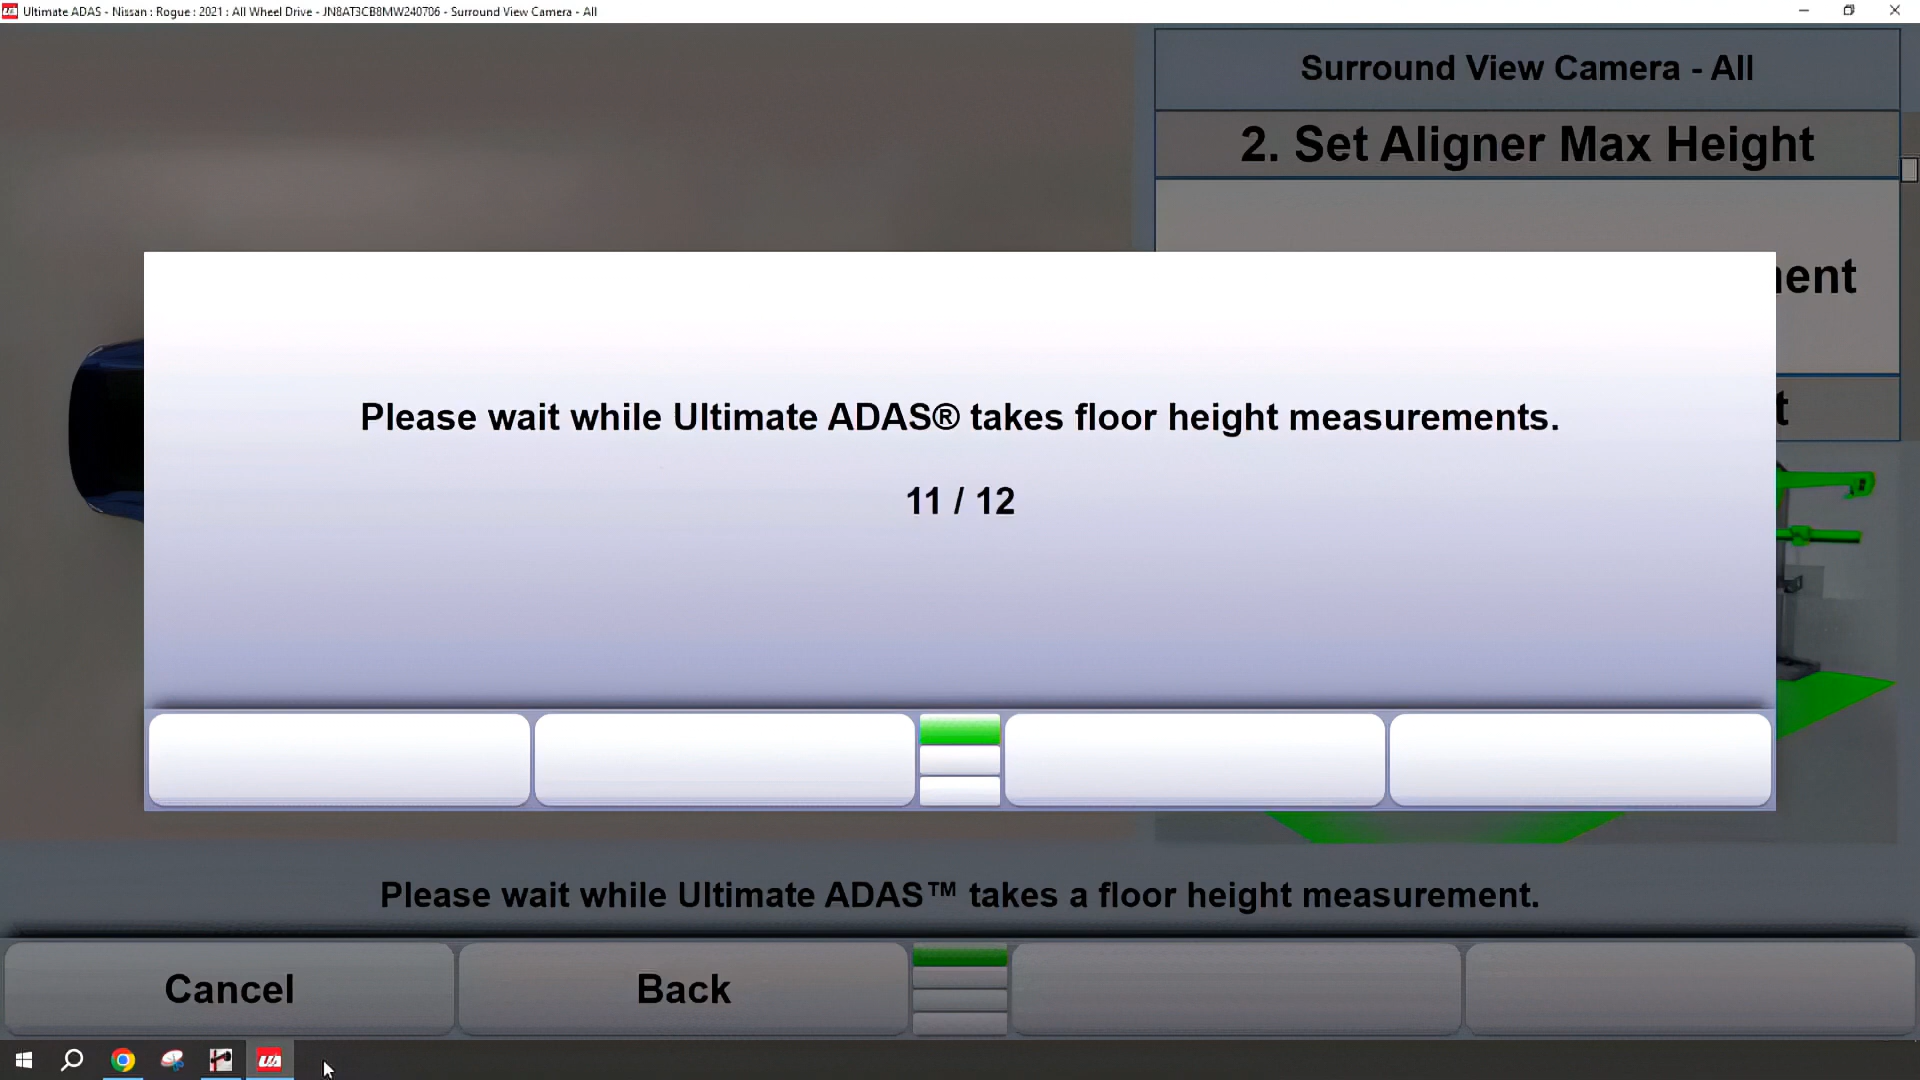 Ultimate ADAS - Nissan : Rogue : 2021 : All Wheel Drive - JN8AT3CB8MW240706 - Surround View Camera - All
Surround View Camera - All
2. Set Aligner Max Height
Please wait while Ultimate ADAS® takes floor height measurements.
11 / 12
Please wait while Ultimate ADAS™ takes a floor height measurement.
Cancel
Back
UA